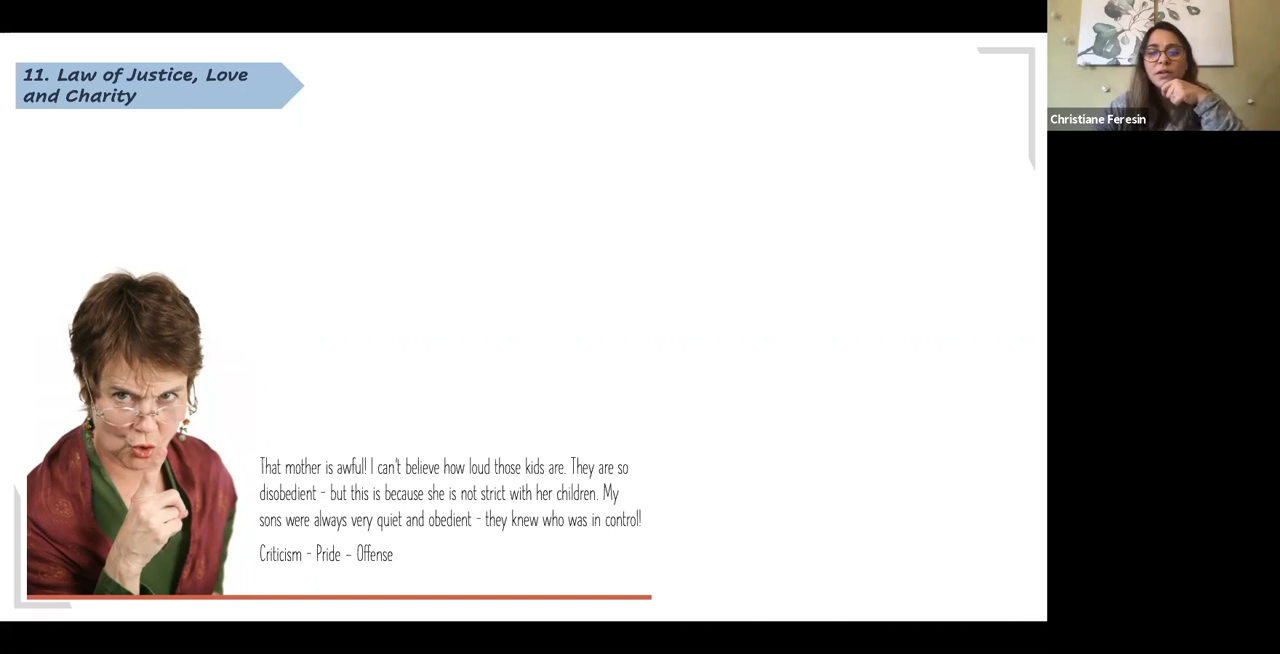 11. Law of Justice, Love
and Charity
Christiane Feresin
That mother is awful! I can't believe how loud those kids are. They are so
disobedient - but this is because she is not strict with her children. My
sons were always very quiet and obedient - they knew who was in control!
Criticism - Pride – Offense